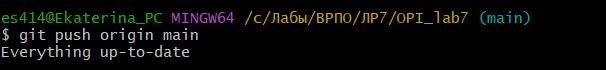 es414@Ekaterina_PC MINGW64 /c/Лабы/ВРПО/ЛР7/OPI_lab7 (main)
$ git push origin main
Everything up-to-date